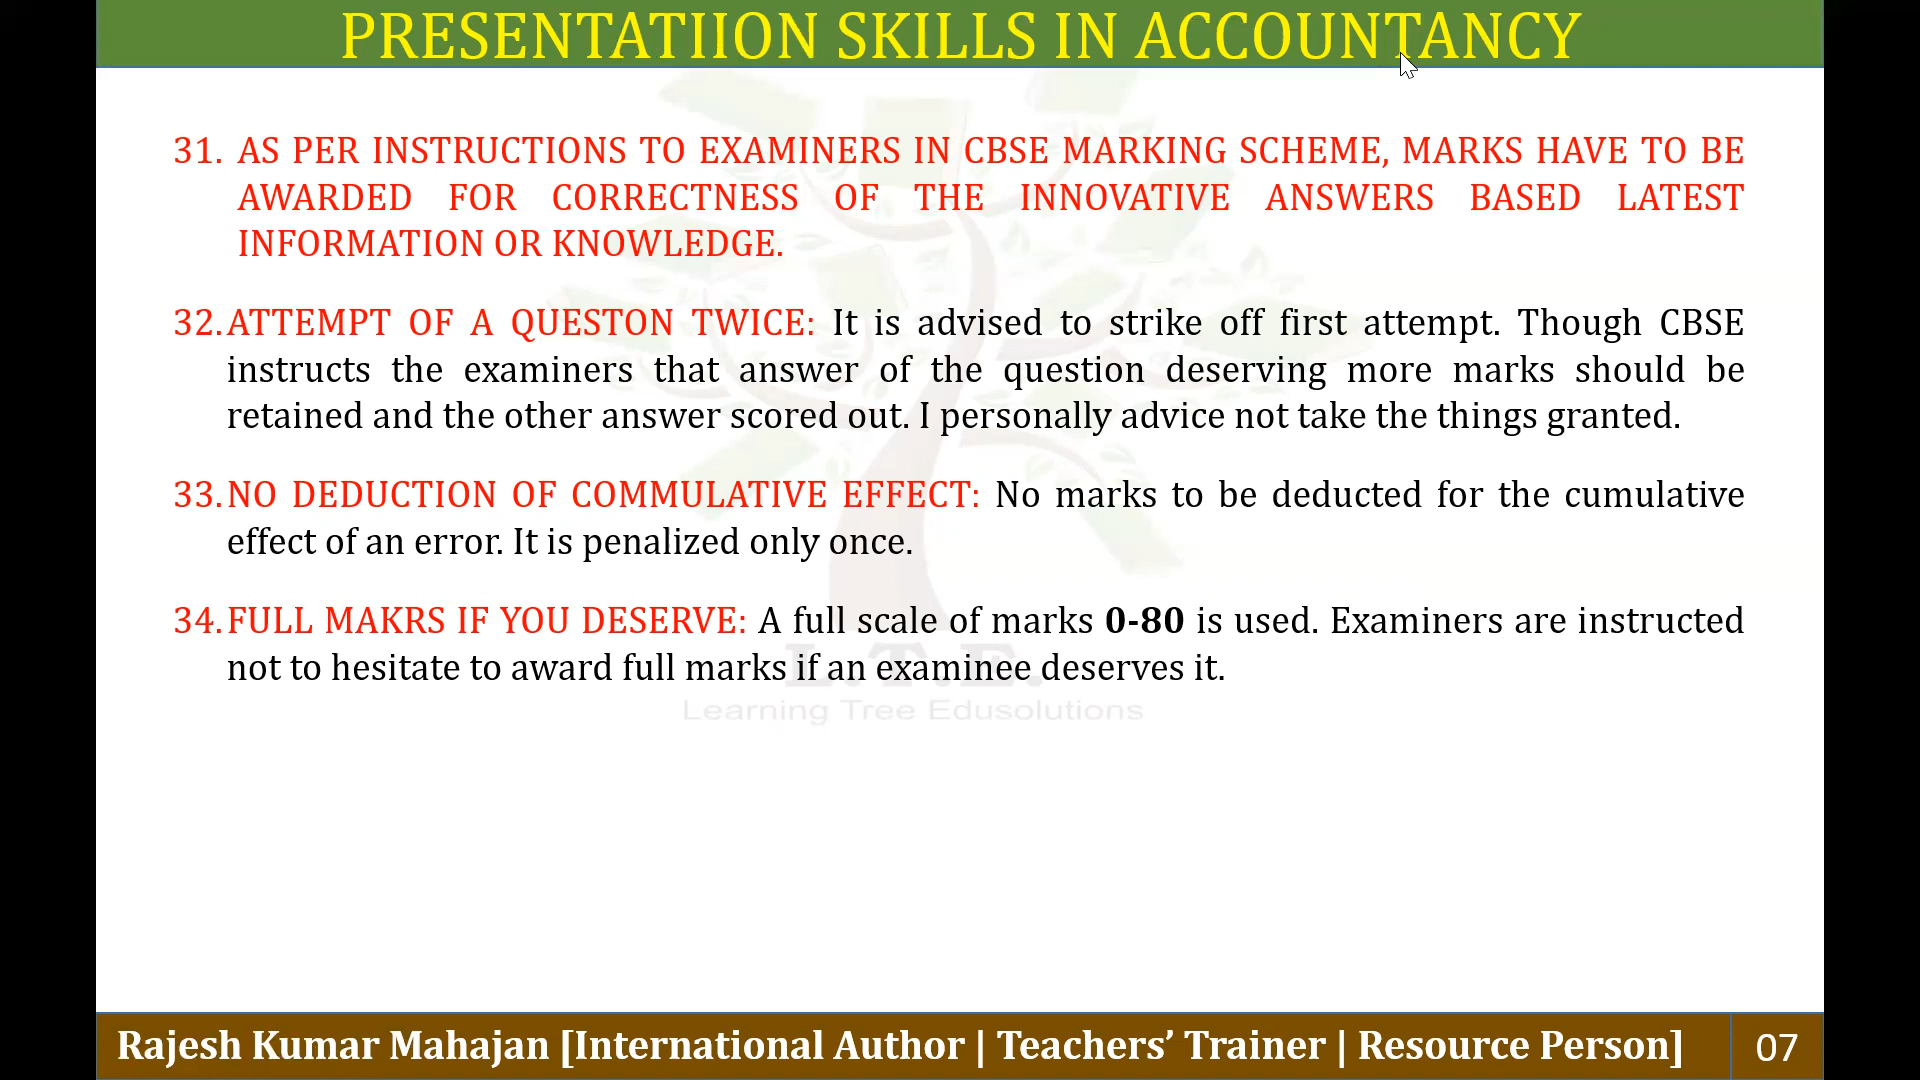 PRESENTATIION SKILLS IN ACCOUNTANCY
31. AS PER INSTRUCTIONS TO EXAMINERS IN CBSE MARKING SCHEME, MARKS HAVE TO BE
AWARDED FOR CORRECTNESS OF THE INNOVATIVE ANSWERS BASED LATEST
INFORMATION OR KNOWLEDGE.
32. ATTEMPT OF A QUESTON TWICE: It is advised to strike off first attempt. Though CBSE
instructs the examiners that answer of the question deserving more marks should be
retained and the other answer scored out. I personally advice not take the things granted.
33. NO DEDUCTION OF COMMULATIVE EFFECT: No marks to be deducted for the cumulative
effect of an error. It is penalized only once.
34. FULL MAKRS IF YOU DESERVE: A full scale of marks 0-80 is used. Examiners are instructed
not to hesitate to award full marks if an examinee deserves it.
L.T.E.
Learning Tree Edusolutions
Rajesh Kumar Mahajan [International Author | Teachers’ Trainer | Resource Person] 07